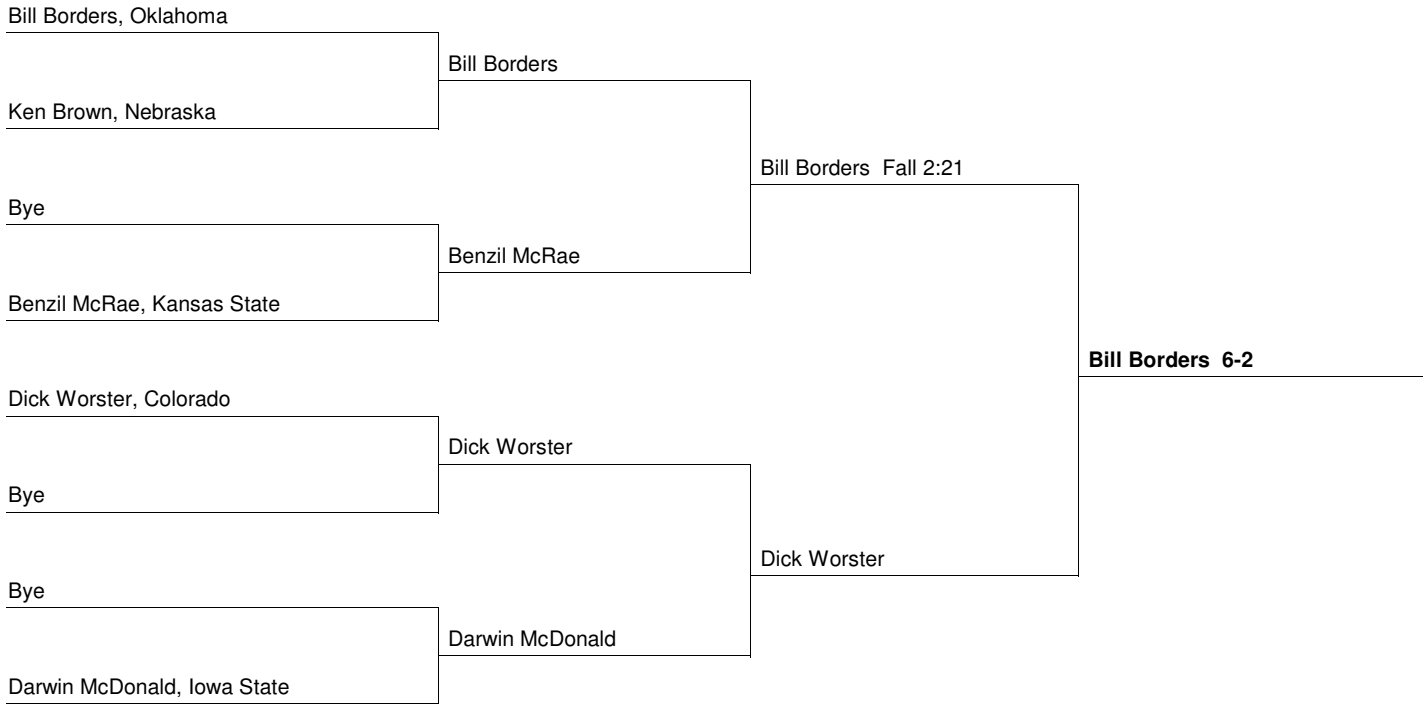 Bill Borders, Oklahoma
Bill Borders
Ken Brown, Nebraska
Bill Borders  Fall 2:21
Bye
Benzil McRae
Benzil McRae, Kansas State
Bill Borders  6-2
Dick Worster, Colorado
Dick Worster
Bye
Dick Worster
Bye
Darwin McDonald
Darwin McDonald, Iowa State